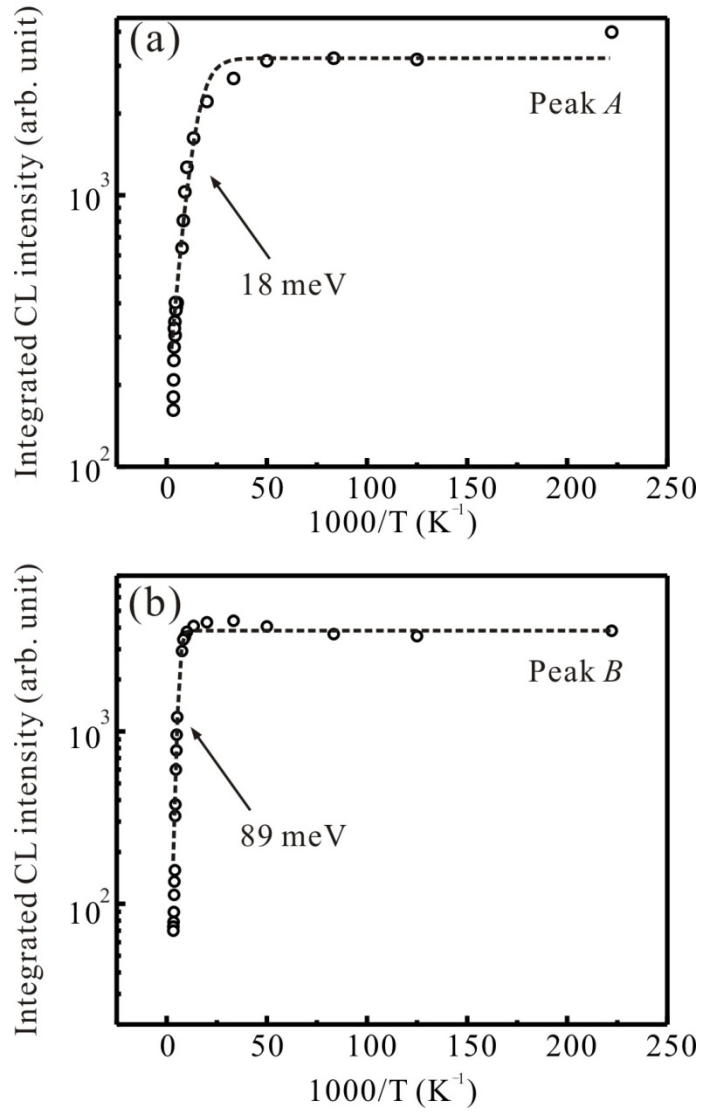 (a)
Integrated CL intensity (arb. unit)
10³
10²
Peak A
18 meV
0 50 100 150 200 250
1000/T (K⁻¹)
(b)
Integrated CL intensity (arb. unit)
10³
10²
Peak B
89 meV
0 50 100 150 200 250
1000/T (K⁻¹)